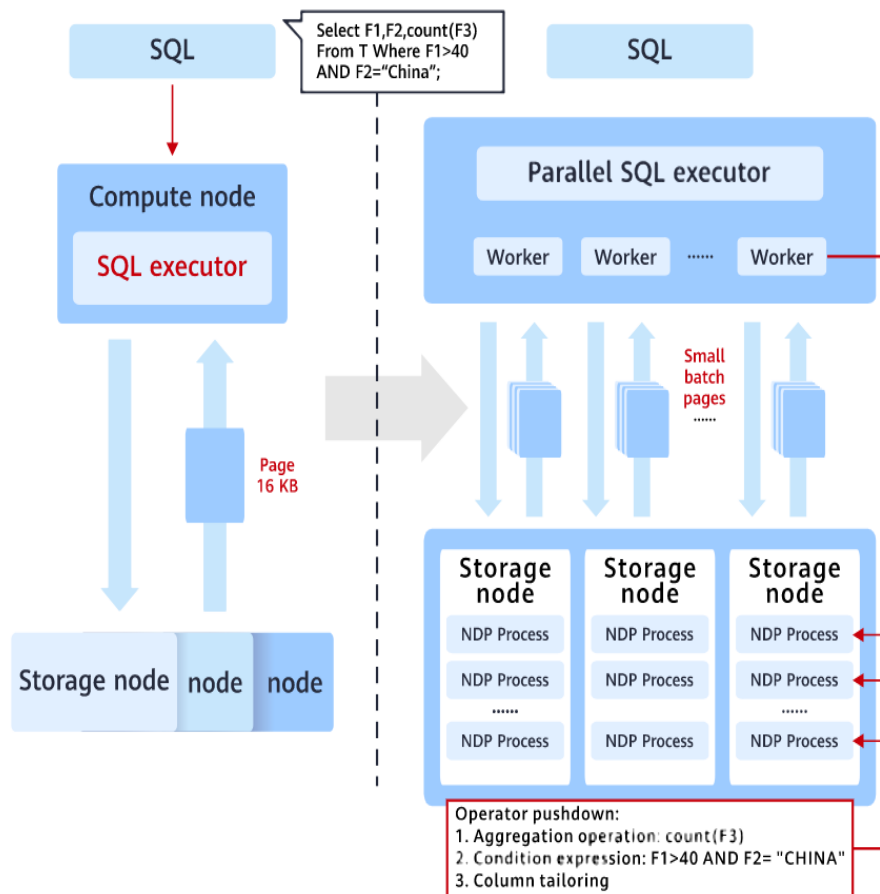 SQL
Select F1,F2,count(F3)
From T Where F1>40
AND F2=“China”;
Compute node
SQL executor
Page
16 KB
Storage node
node
node
SQL
Parallel SQL executor
Worker
Worker
······
Worker
Small
batch
pages
······
Storage
node
NDP Process
NDP Process
······
NDP Process
Storage
node
NDP Process
NDP Process
NDP Process
Storage
node
NDP Process
NDP Process
······
NDP Process
Operator pushdown:
1. Aggregation operation: count(F3)
2. Condition expression: F1>40 AND F2= "CHINA"
3. Column tailoring